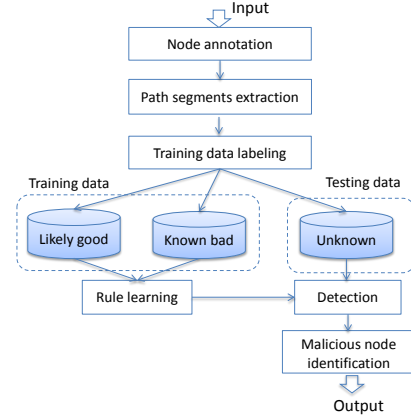 Input
Node annotation
Path segments extraction
Training data labeling
Training data
Testing data
Likely good
Known bad
Unknown
Rule learning
Detection
Malicious node
identification
Output